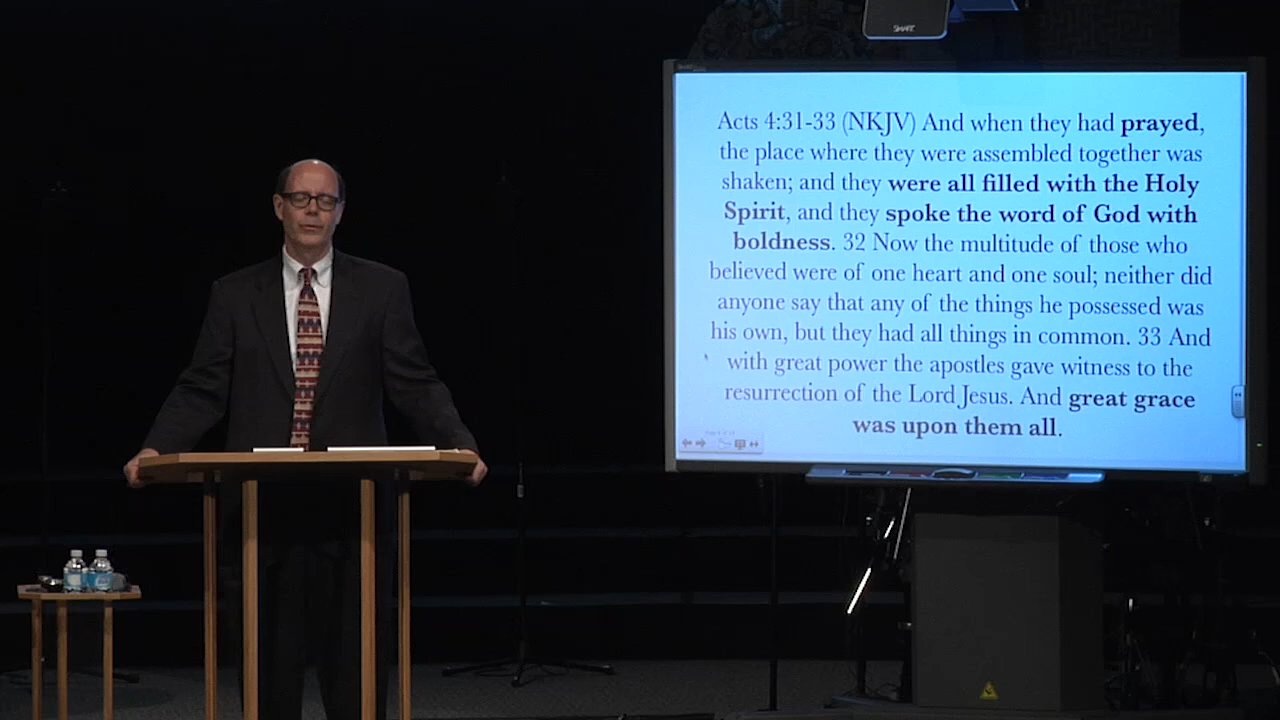 SMART
Acts 4:31-33 (NKJV) And when they had prayed,
the place where they were assembled together was
shaken; and they were all filled with the Holy
Spirit, and they spoke the word of God with
boldness. 32 Now the multitude of those who
believed were of one heart and one soul; neither did
anyone say that any of the things he possessed was
his own, but they had all things in common. 33 And
with great power the apostles gave witness to the
resurrection of the Lord Jesus. And great grace
was upon them all.